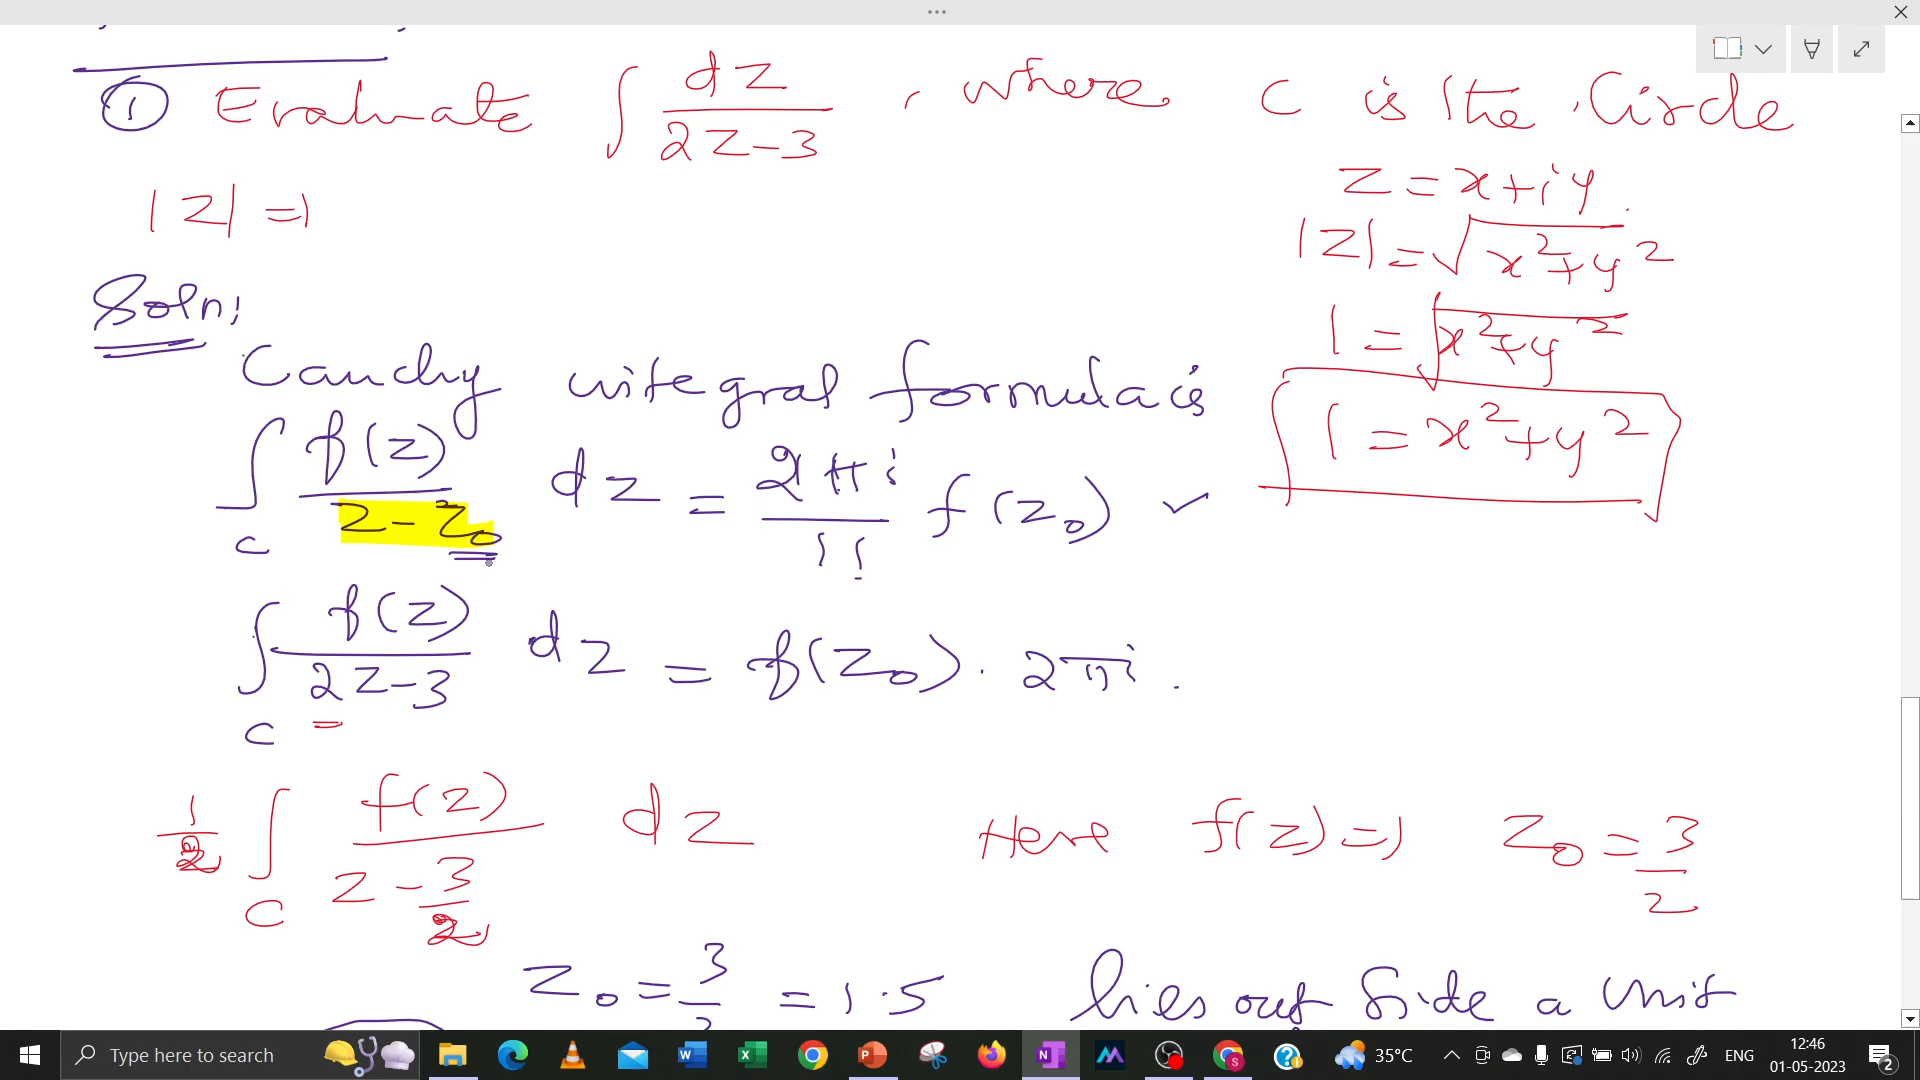 ① Evaluate ∫ dz / 2z-3 , where C is the Circle
|z| = 1
z = x+iy.
|z| = √x²+y²
1 = √x²+y²
1 = x²+y²
Soln:
Cauchy integral formula is
∫c f(z) / z-z₀ dz = 2πi / 1! f(z₀) ✓
∫c f(z) / 2z-3 dz = f(z₀). 2πi.
1/2 ∫c f(z) / z-3/2 dz Here f(z)=1 z₀ = 3/2
z₀ = 3/2 = 1.5 lies out side a unit
Type here to search
35°C
ENG
12:46
01-05-2023
2